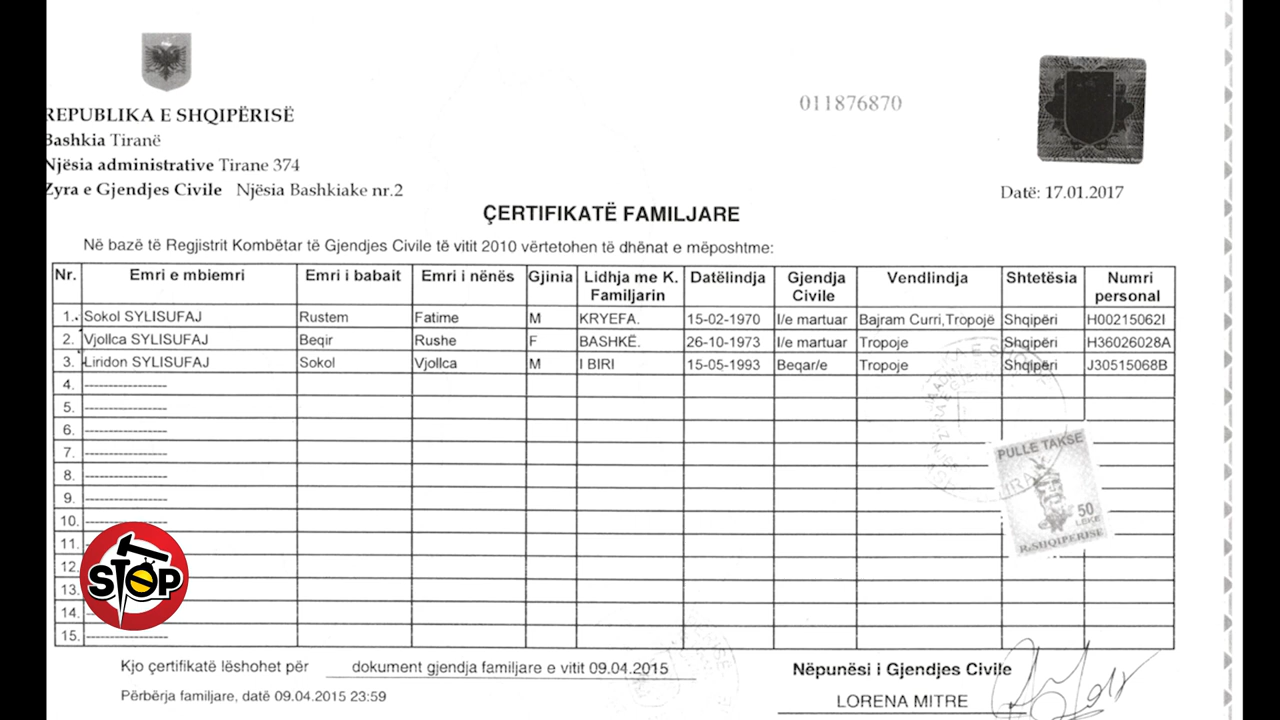 REPUBLIKA E SHQIPËRISË
Bashkia Tiranë
Njësia administrative Tirane 374
Zyra e Gjendjes Civile Njësia Bashkiake nr.2
011876870
Datë: 17.01.2017
ÇERTIFIKATË FAMILJARE
Në bazë të Regjistrit Kombëtar të Gjendjes Civile të vitit 2010 vërtetohen të dhënat e mëposhtme:
Nr. Emri e mbiemri Emri i babait Emri i nënës Gjinia Lidhja me K. Familjarin Datëlindja Gjendja Civile Vendlindja Shtetësia Numri personal
1. Sokol SYLISUFAJ Rustem Fatime M KRYEFA. 15-02-1970 I/e martuar Bajram Curri,Tropojë Shqipëri H00215062I
2. Vjollca SYLISUFAJ Beqir Rushe F BASHKË. 26-10-1973 I/e martuar Tropoje Shqipëri H36026028A
3. Liridon SYLISUFAJ Sokol Vjollca M I BIRI 15-05-1993 Beqar/e Tropoje Shqipëri J30515068B
4. ----------------
5. ----------------
6. ----------------
7. ----------------
8. ----------------
9. ----------------
10. ----------------
11.
12.
13.
14.
15. ----------------
PULLE TAKSE
50
LEKE
R.SHQIPERISE
STOP
Kjo çertifikatë lëshohet për dokument gjendja familjare e vitit 09.04.2015
Përbërja familjare, datë 09.04.2015 23:59
Nëpunësi i Gjendjes Civile
LORENA MITRE